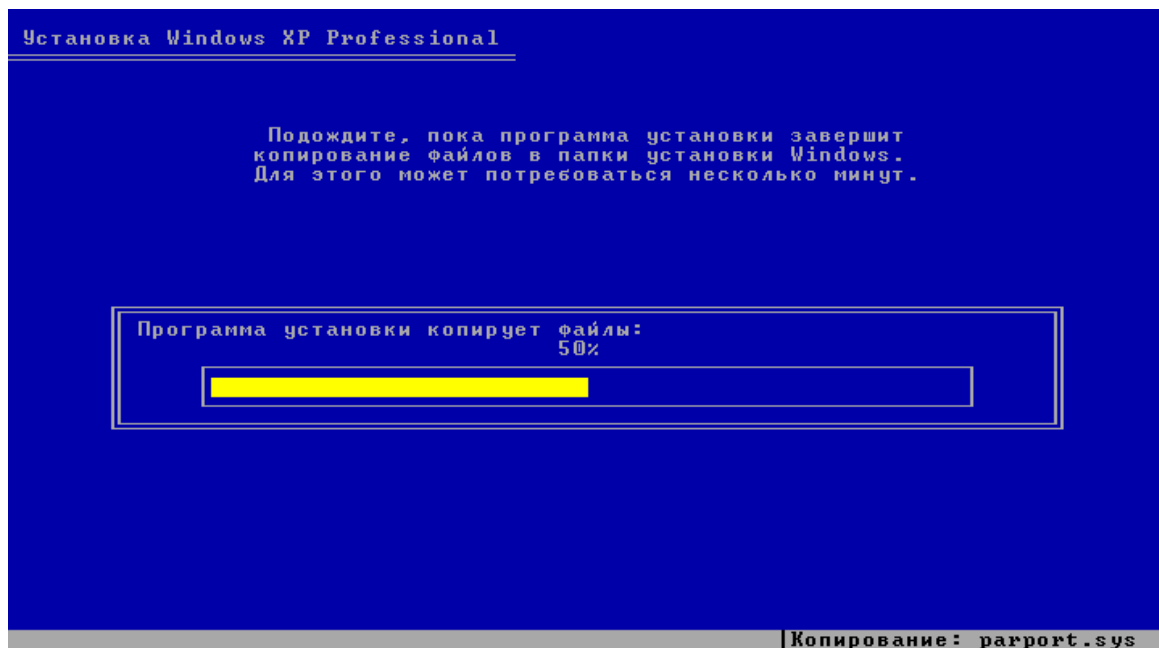 Установка Windows XP Professional
Подождите, пока программа установки завершит
копирование файлов в папки установки Windows.
Для этого может потребоваться несколько минут.
Программа установки копирует файлы:
50%
Копирование: parport.sys